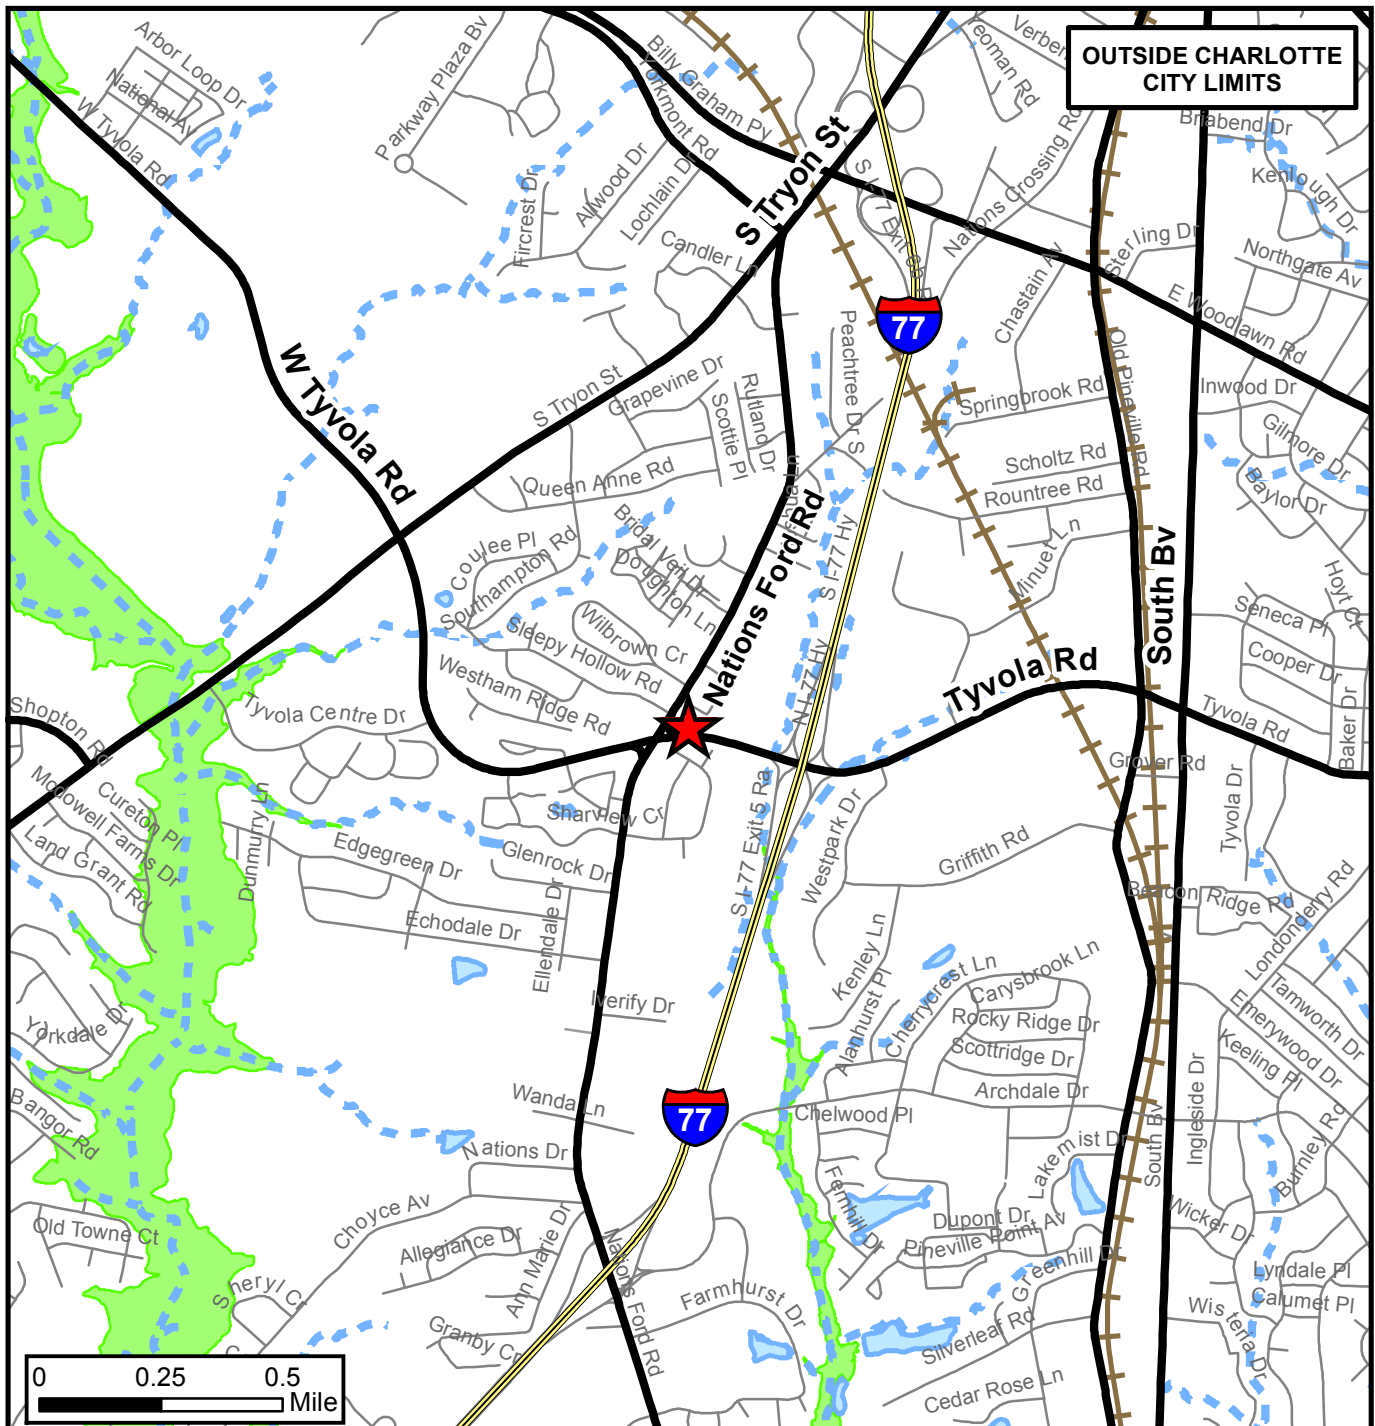 OUTSIDE CHARLOTTE
CITY LIMITS
Arbor Loop Dr
National Av
W Tyvola Rd
Parkway Plaza Bv
Billy Graham Py
Yorkmont Rd
Yeoman Rd
Briabend Dr
Kenlough Dr
Northgate Av
Sterling Dr
Nations Crossing Rd
Chastain Av
E Woodlawn Rd
S Tryon St
Allwood Dr
Lochlain Dr
Fircrest Dr
Candler Ln
77
Peachtree Dr S
Old Pineville Rd
Springbrook Rd
Inwood Dr
Gilmore Dr
Baylor Dr
Scholtz Rd
Rountree Rd
Minuet Ln
W Tyvola Rd
S Tryon St
Grapevine Dr
Rutland Dr
Scottie Pl
Queen Anne Rd
Nations Ford Rd
S I-77 Hy
N I-77 Hy
Bridal Veil Dr
Doughton Ln
Coulee Pl
Southampton Rd
Wilbrown Cr
Sleepy Hollow Rd
Westham Ridge Rd
South Bv
Hoyt Ct
Seneca Pl
Cooper Dr
Baker Dr
Tyvola Rd
Tyvola Rd
Grover Rd
Tyvola Dr
Shopton Rd
Tyvola Centre Dr
Mcdowell Farms Dr
Cureton Pl
Land Grant Rd
Dunmurry Ln
Sharview Cr
Edgegreen Dr
Glenrock Dr
Echodale Dr
Ellendale Dr
S I-77 Exit 5 Ra
Westpark Dr
Griffith Rd
Beacon Ridge Rd
Londonderry Rd
Kenley Ln
Alanhurst Pl
Cherrycrest Ln
Carysbrook Ln
Rocky Ridge Dr
Scottridge Dr
Archdale Dr
Tamworth Dr
Emerywood Dr
Keeling Pl
Burnley Rd
Ingleside Dr
South Bv
Yorkdale Dr
Bangor Rd
Iverify Dr
Wanda Ln
77
Chelwood Pl
Nations Dr
Old Towne Ct
Choyce Av
Allegiance Dr
Ann Marie Dr
Sheryl Cr
Granby Cr
Nations Ford Rd
Farmhurst Dr
Fernhill Dr
Lakemist Dr
Dupont Dr
Pineville Point Av
Greenhill Dr
Silverleaf Rd
Cedar Rose Ln
Wicker Dr
Lyndale Pl
Calumet Pl
Wisteria Dr
0 0.25 0.5
Mile